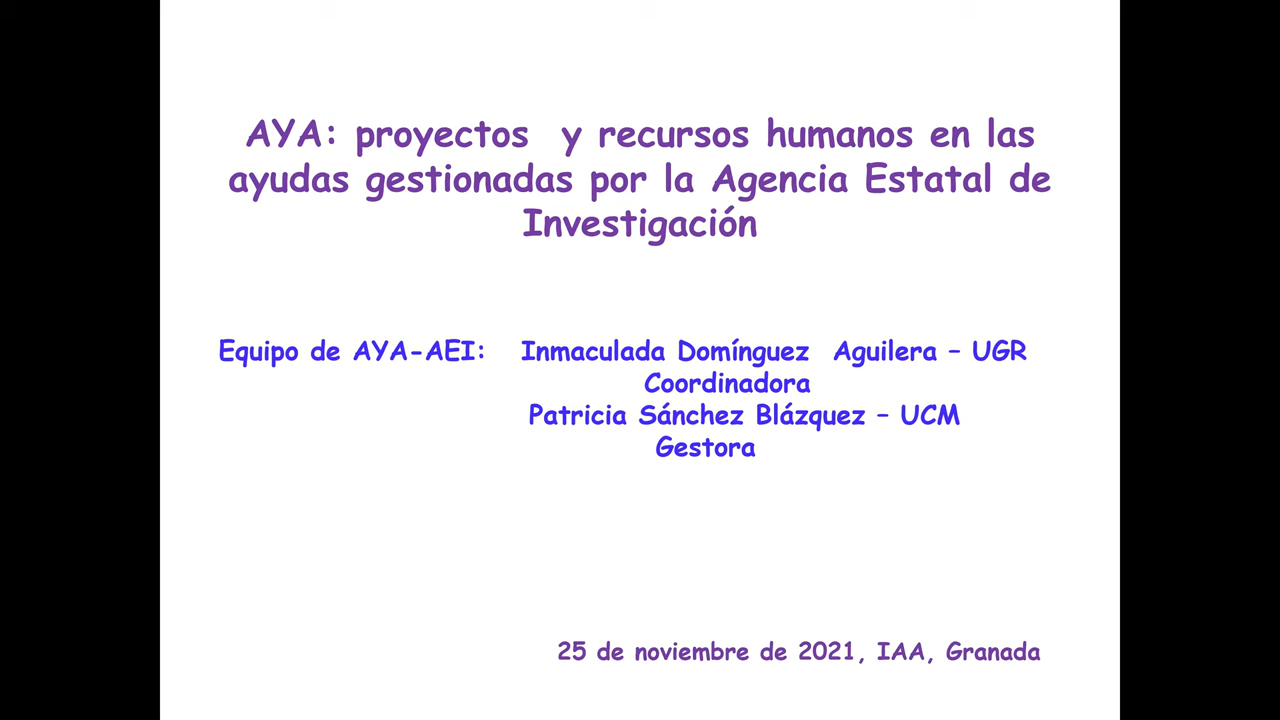 AYA: proyectos y recursos humanos en las
ayudas gestionadas por la Agencia Estatal de
Investigación
Equipo de AYA-AEI: Inmaculada Domínguez Aguilera – UGR
Coordinadora
Patricia Sánchez Blázquez – UCM
Gestora
25 de noviembre de 2021, IAA, Granada